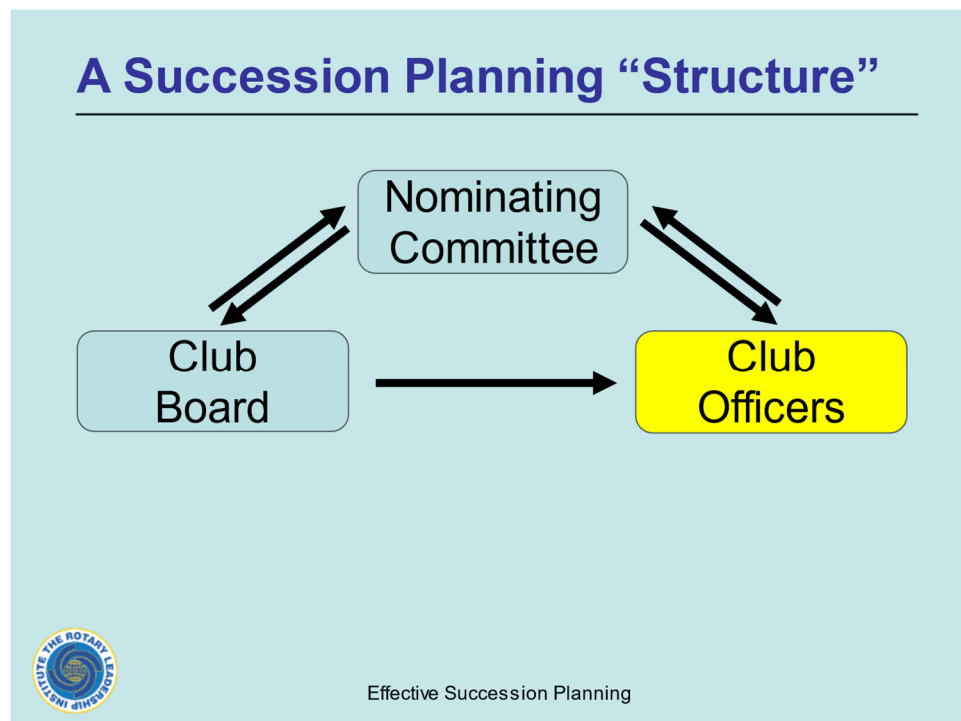 A Succession Planning “Structure”
Nominating
Committee
Club
Board
Club
Officers
THE ROTARY LEADERSHIP INSTITUTE
Effective Succession Planning